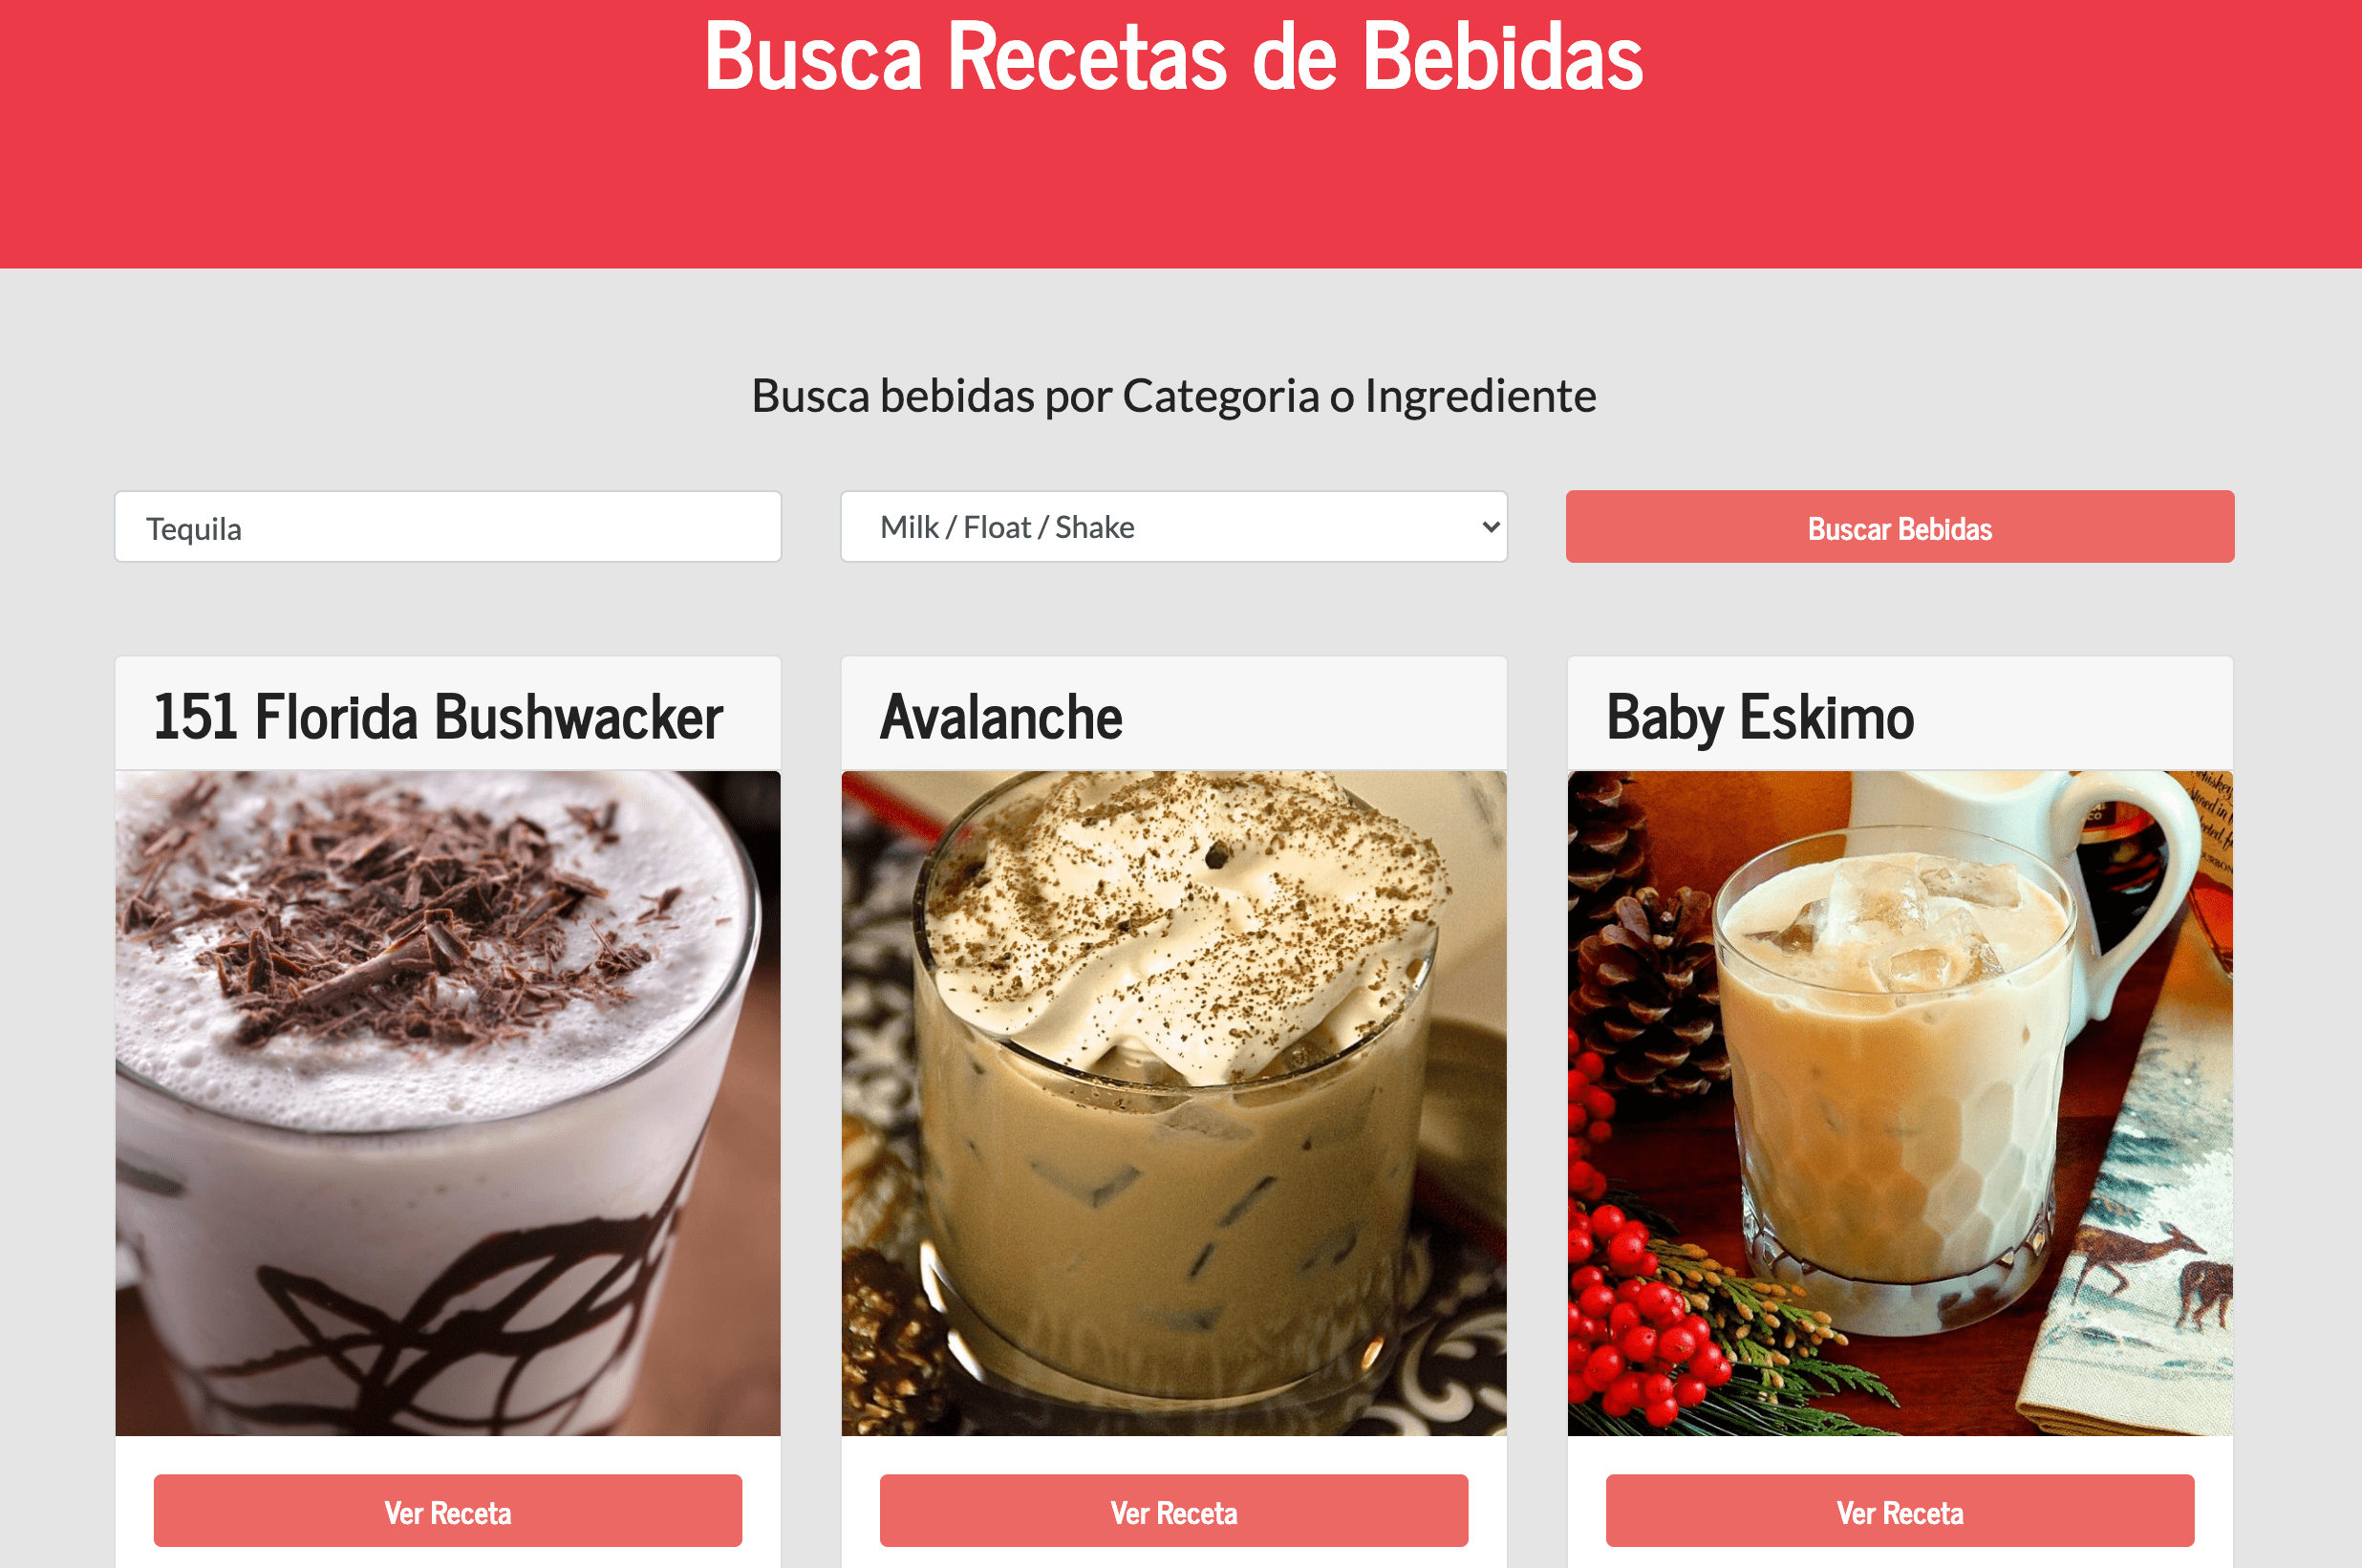 Busca Recetas de Bebidas
Busca bebidas por Categoria o Ingrediente
Tequila
Milk / Float / Shake
Buscar Bebidas
151 Florida Bushwacker
Avalanche
Baby Eskimo
whiskey
Ver Receta
Ver Receta
Ver Receta